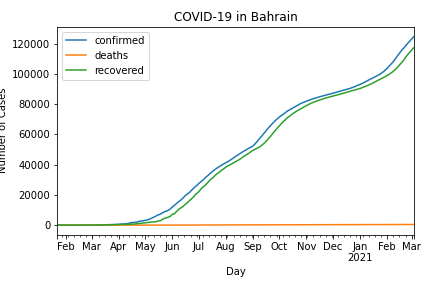 COVID-19 in Bahrain
confirmed
deaths
recovered
120000
100000
80000
60000
40000
20000
0
Number of Cases
Feb Mar Apr May Jun Jul Aug Sep Oct Nov Dec Jan Feb Mar
2021
Day